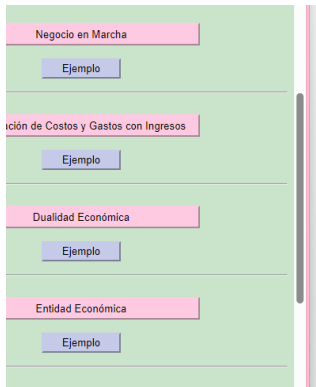 Negocio en Marcha
Ejemplo
ción de Costos y Gastos con Ingresos
Ejemplo
Dualidad Económica
Ejemplo
Entidad Económica
Ejemplo